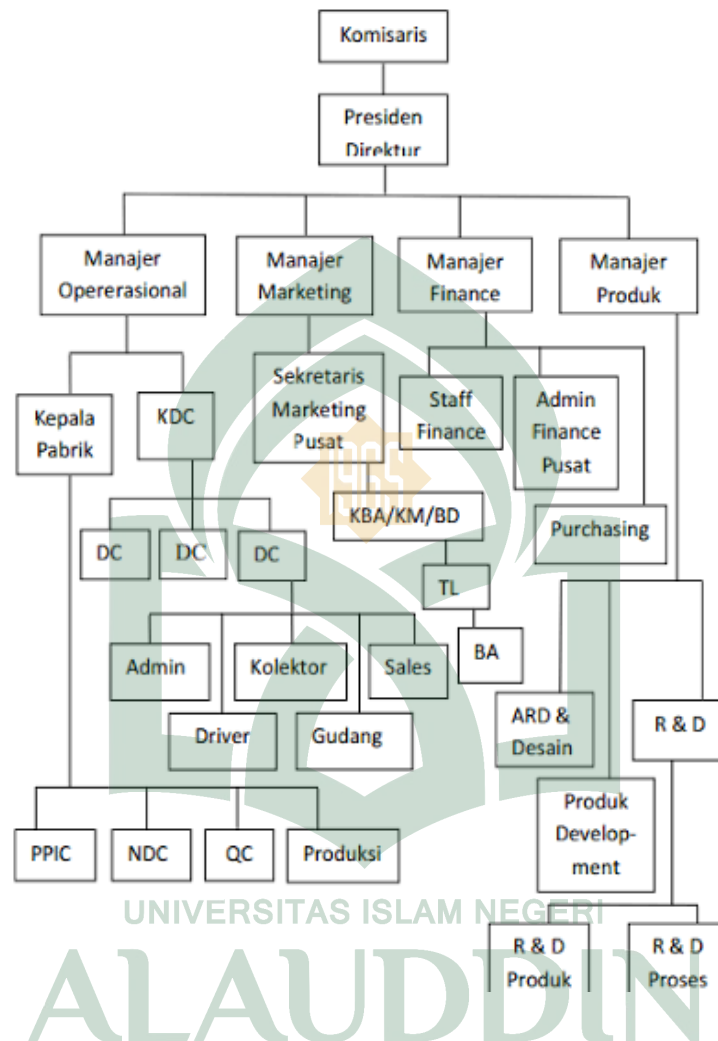 Komisaris
Presiden
Direktur
Manajer
Opererasional
Manajer
Marketing
Manajer
Finance
Manajer
Produk
Kepala
Pabrik
KDC
Sekretaris
Marketing
Pusat
Staff
Finance
Admin
Finance
Pusat
KBA/KM/BD
Purchasing
DC
DC
DC
TL
BA
Admin
Kolektor
Sales
Driver
Gudang
ARD &
Desain
R & D
Produk
Develop-
ment
PPIC
NDC
QC
Produksi
R & D
Produk
R & D
Proses
1965
UNIVERSITAS ISLAM NEGERI
ALAUDDIN